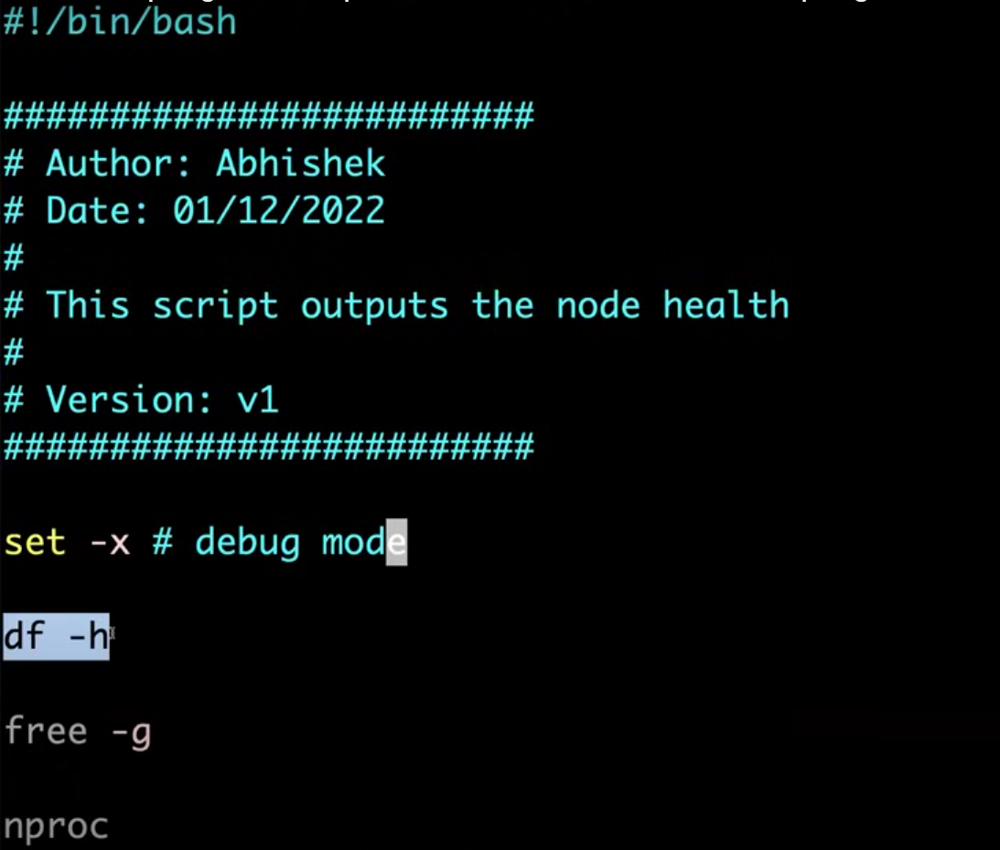 #!/bin/bash
#########################
# Author: Abhishek
# Date: 01/12/2022
#
# This script outputs the node health
#
# Version: v1
#########################
set -x # debug mode
df -h
free -g
nproc